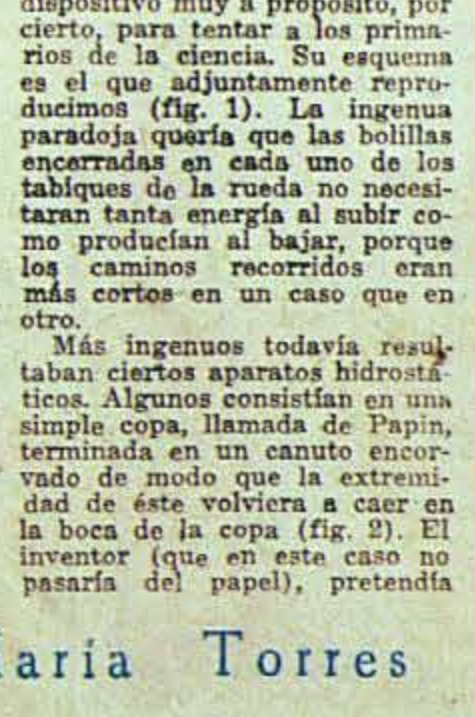 dispositivo muy a propósito, por
cierto, para tentar a los prima-
rios de la ciencia. Su esquema
es el que adjuntamente repro-
ducimos (fig. 1). La ingenua
paradoja quería que las bolillas
encerradas en cada uno de los
tabiques de la rueda no necesi-
taran tanta energía al subir co-
mo producían al bajar, porque
los caminos recorridos eran
más cortos en un caso que en
otro.
Más ingenuos todavía resul-
taban ciertos aparatos hidrostá-
ticos. Algunos consistían en una
simple copa, llamada de Papin,
terminada en un canuto encor-
vado de modo que la extremi-
dad de éste volviera a caer en
la boca de la copa (fig. 2). El
inventor (que en este caso no
pasaría del papel), pretendía
aría Torres